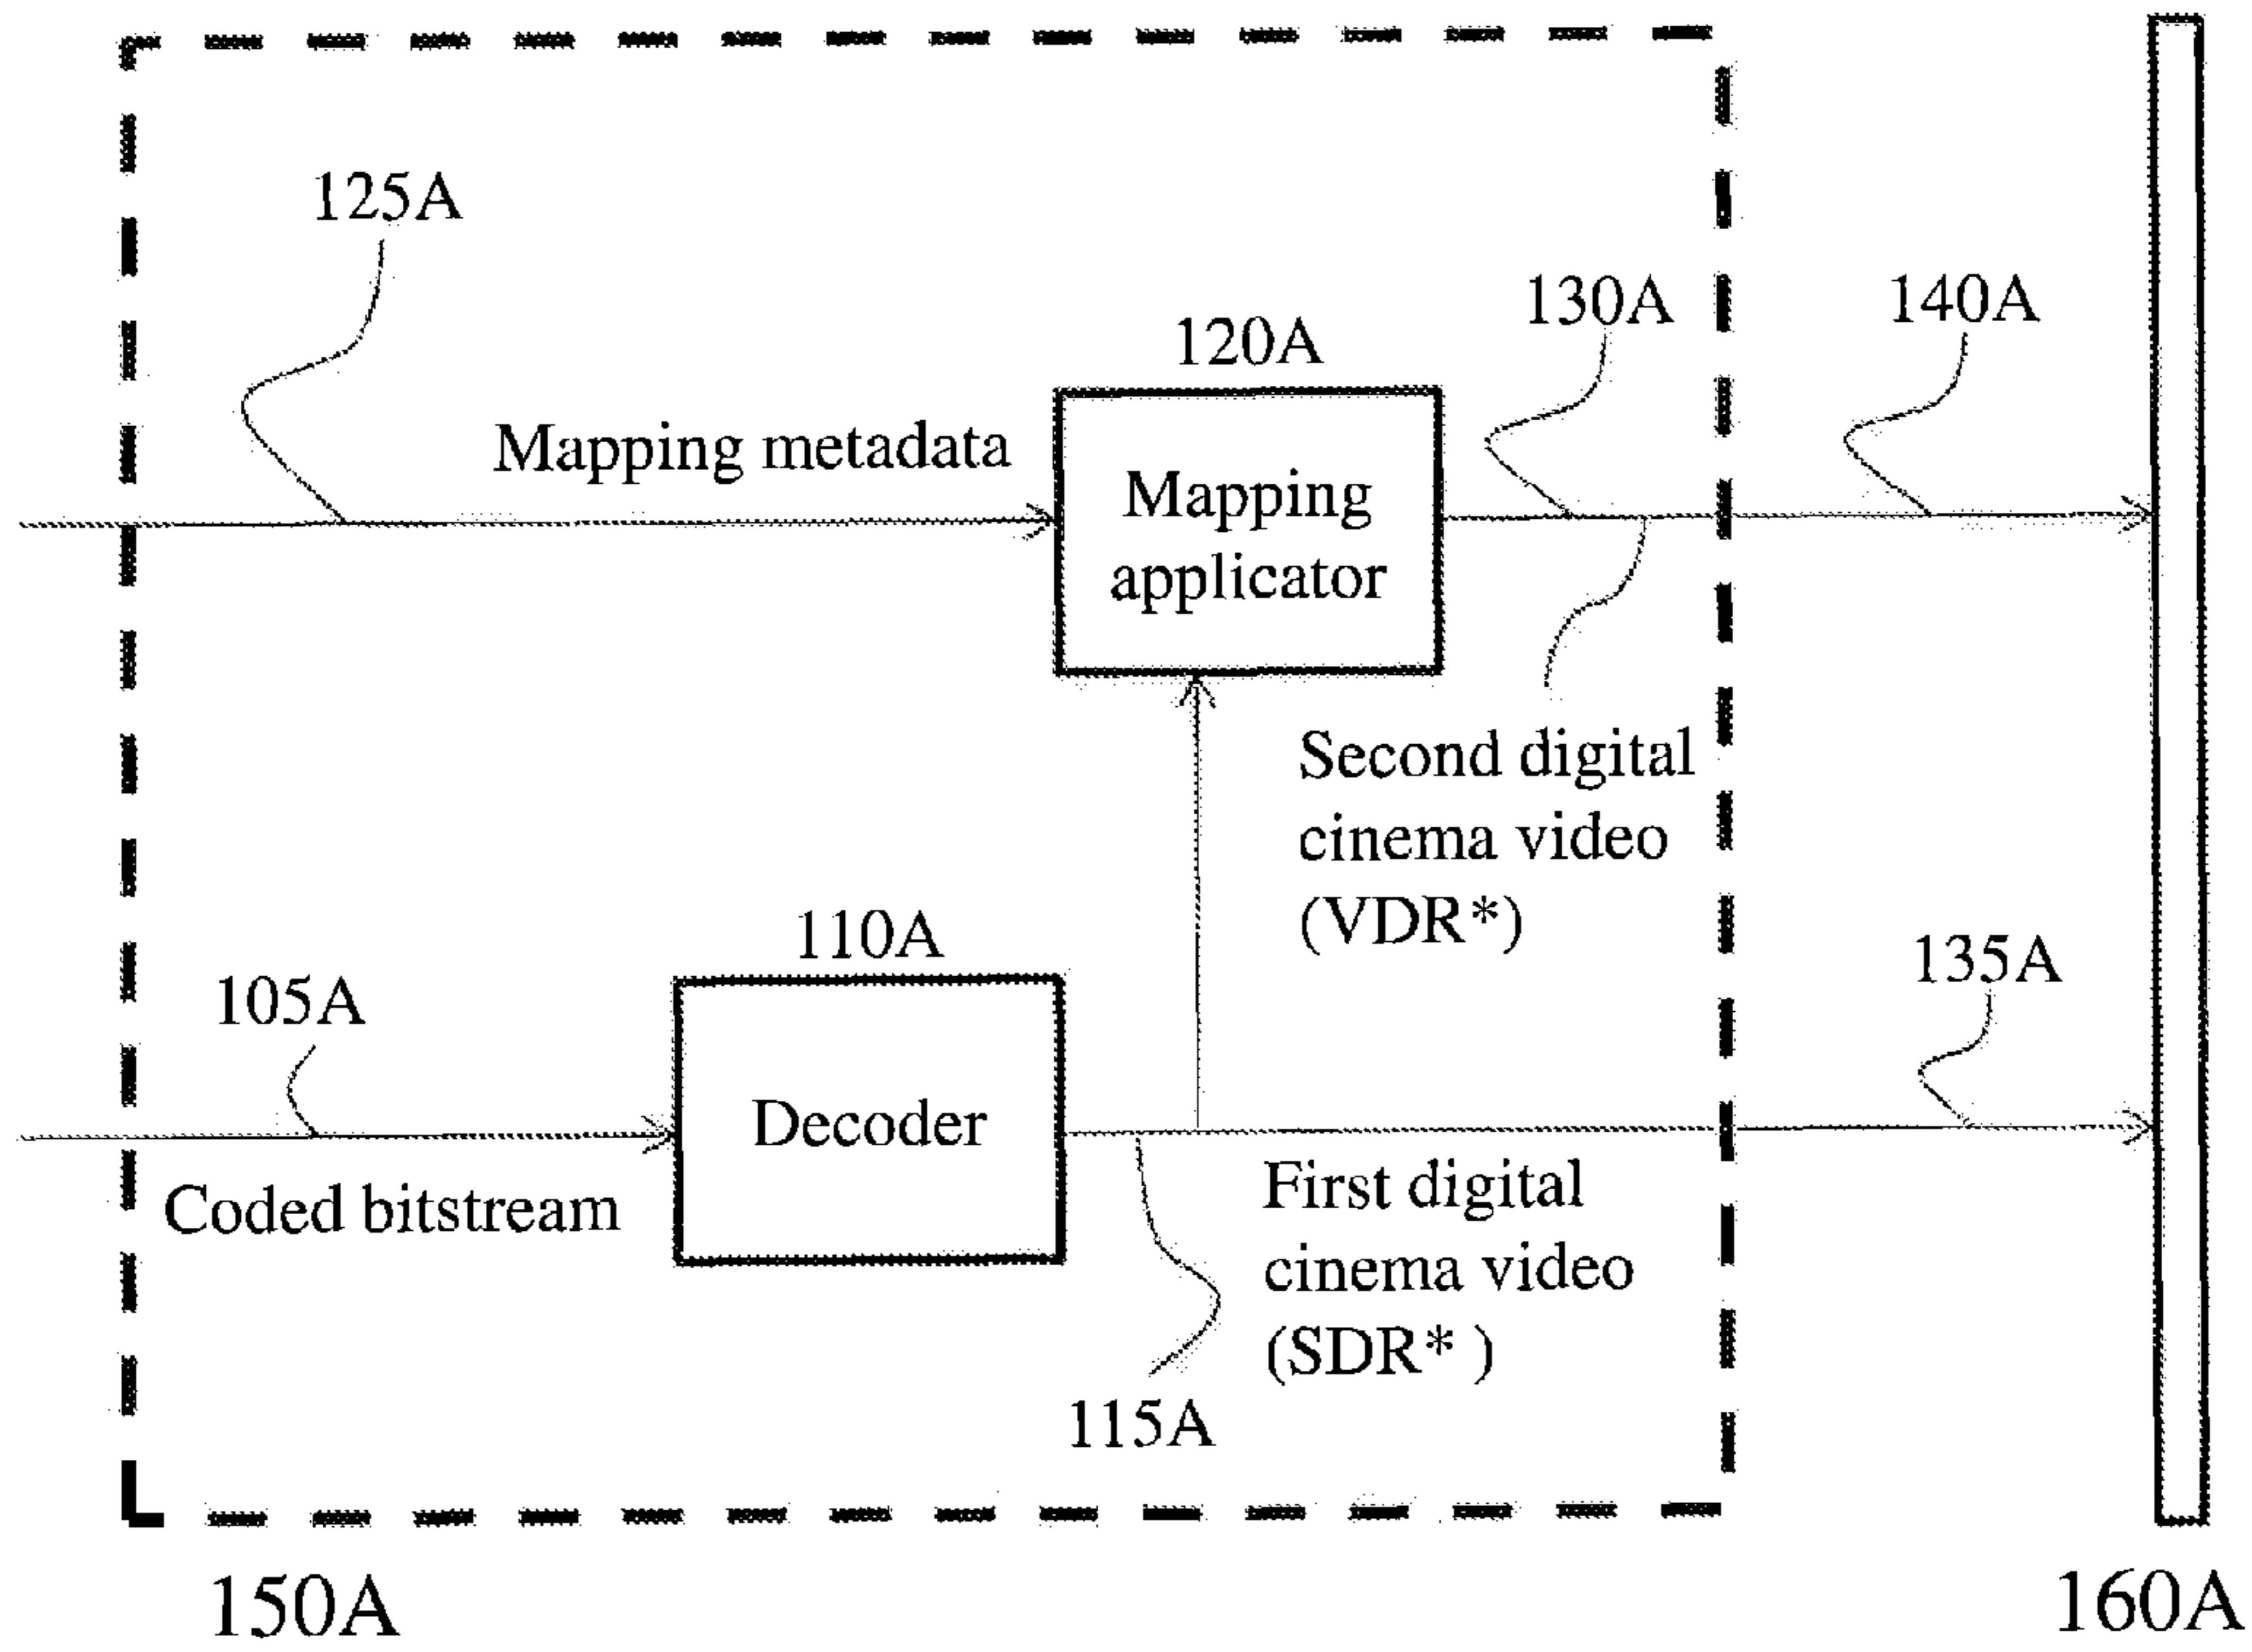 125A
130A
140A
120A
Mapping metadata
Mapping
applicator
Second digital
cinema video
(VDR*)
110A
135A
105A
Decoder
Coded bitstream
First digital
cinema video
(SDR* )
115A
150A
160A